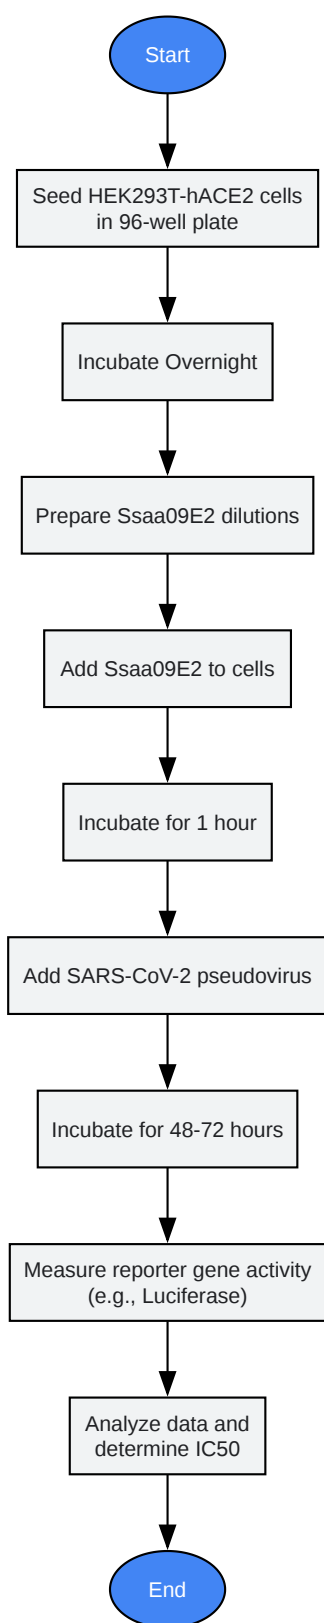 Start
Seed HEK293T-hACE2 cells
in 96-well plate
Incubate Overnight
Prepare Ssaa09E2 dilutions
Add Ssaa09E2 to cells
Incubate for 1 hour
Add SARS-CoV-2 pseudovirus
Incubate for 48-72 hours
Measure reporter gene activity
(e.g., Luciferase)
Analyze data and
determine IC50
End